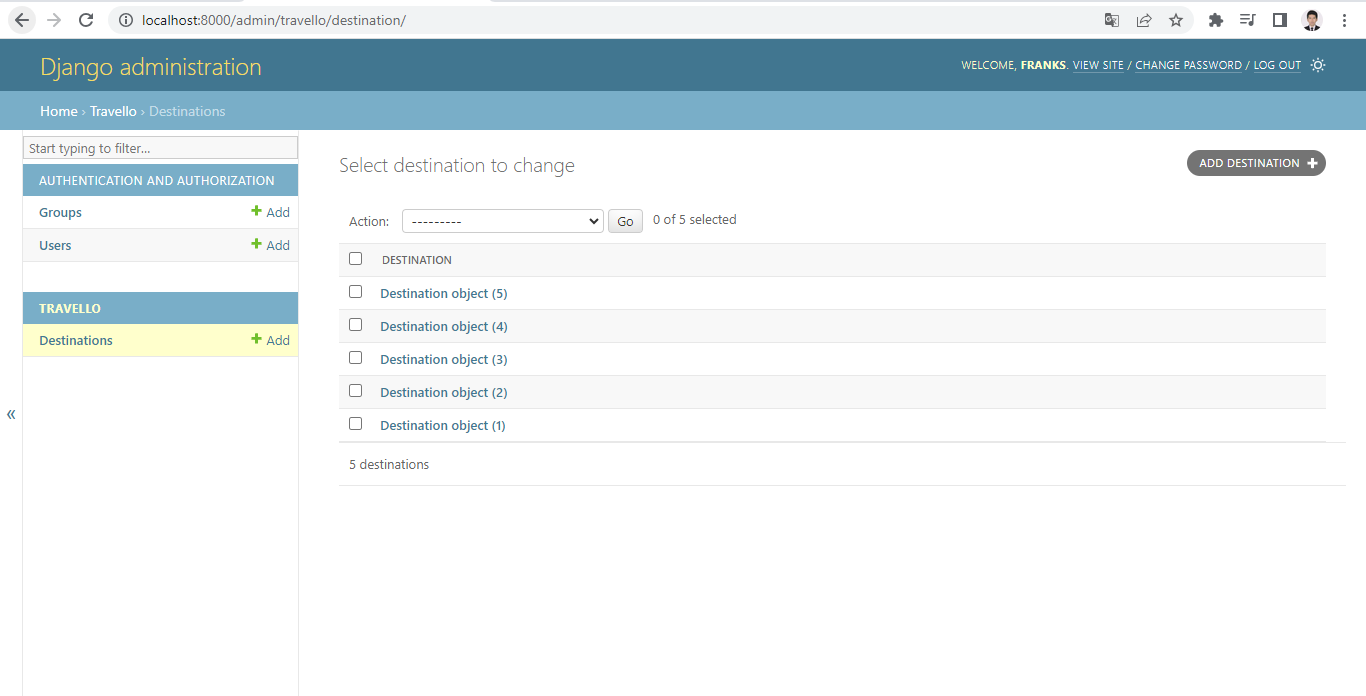 localhost:8000/admin/travello/destination/
Django administration
WELCOME, FRANKS. VIEW SITE / CHANGE PASSWORD / LOG OUT
Home › Travello › Destinations
Start typing to filter...
AUTHENTICATION AND AUTHORIZATION
Groups + Add
Users + Add
TRAVELLO
Destinations + Add
«
Select destination to change
ADD DESTINATION +
Action: --------- Go 0 of 5 selected
DESTINATION
Destination object (5)
Destination object (4)
Destination object (3)
Destination object (2)
Destination object (1)
5 destinations